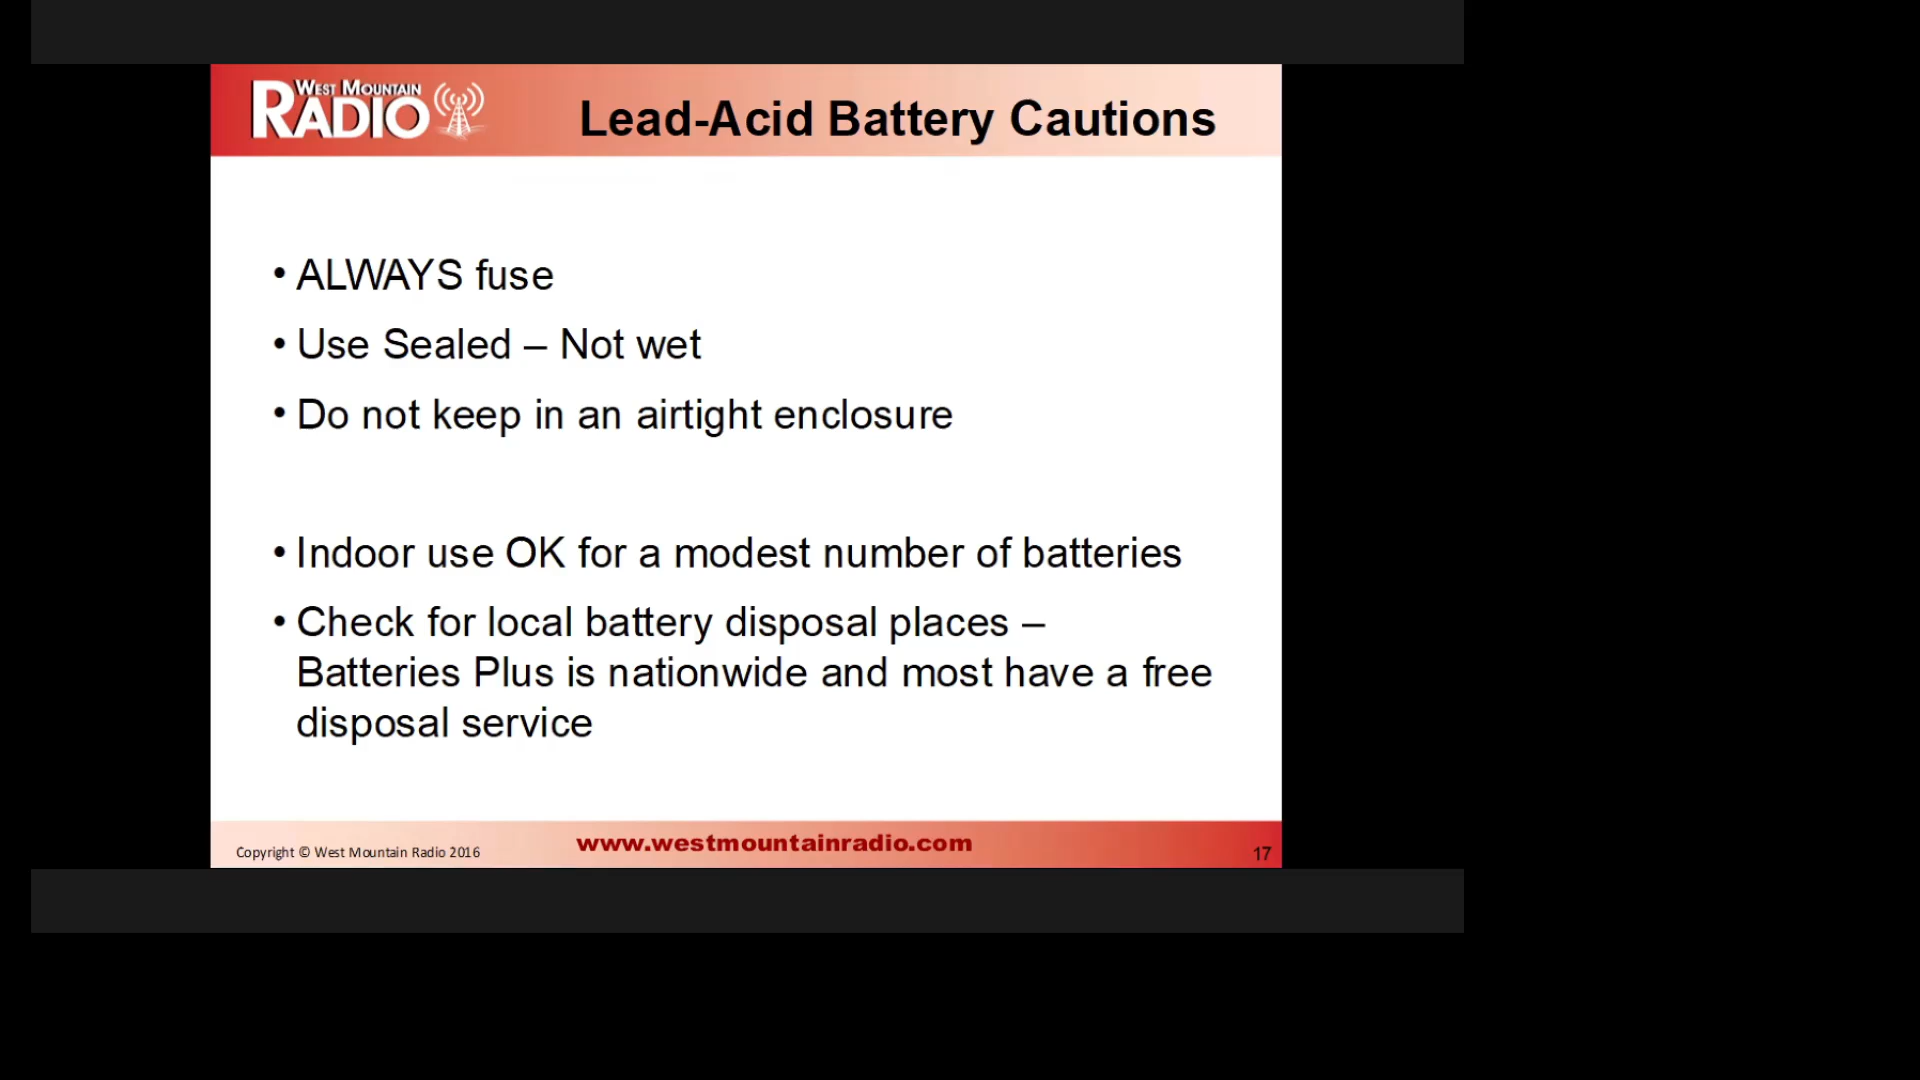 WEST MOUNTAIN
RADIO
Lead-Acid Battery Cautions
• ALWAYS fuse
• Use Sealed – Not wet
• Do not keep in an airtight enclosure
• Indoor use OK for a modest number of batteries
• Check for local battery disposal places –
Batteries Plus is nationwide and most have a free
disposal service
Copyright © West Mountain Radio 2016
www.westmountainradio.com
17